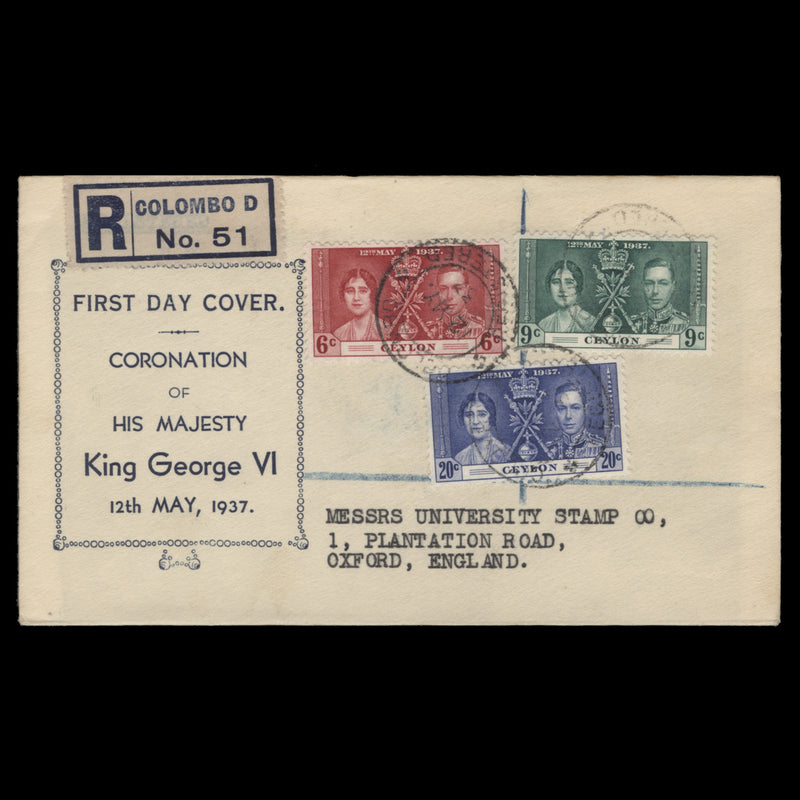 R COLOMBO D
No. 51
FIRST DAY COVER.
CORONATION
OF
HIS MAJESTY
King George VI
12th MAY, 1937.
12TH MAY 1937.
6c 6c
CEYLON
12TH MAY 1937.
9c 9c
CEYLON
12TH MAY 1937.
20c 20c
CEYLON
MESSRS UNIVERSITY STAMP CO,
1, PLANTATION ROAD,
OXFORD, ENGLAND.